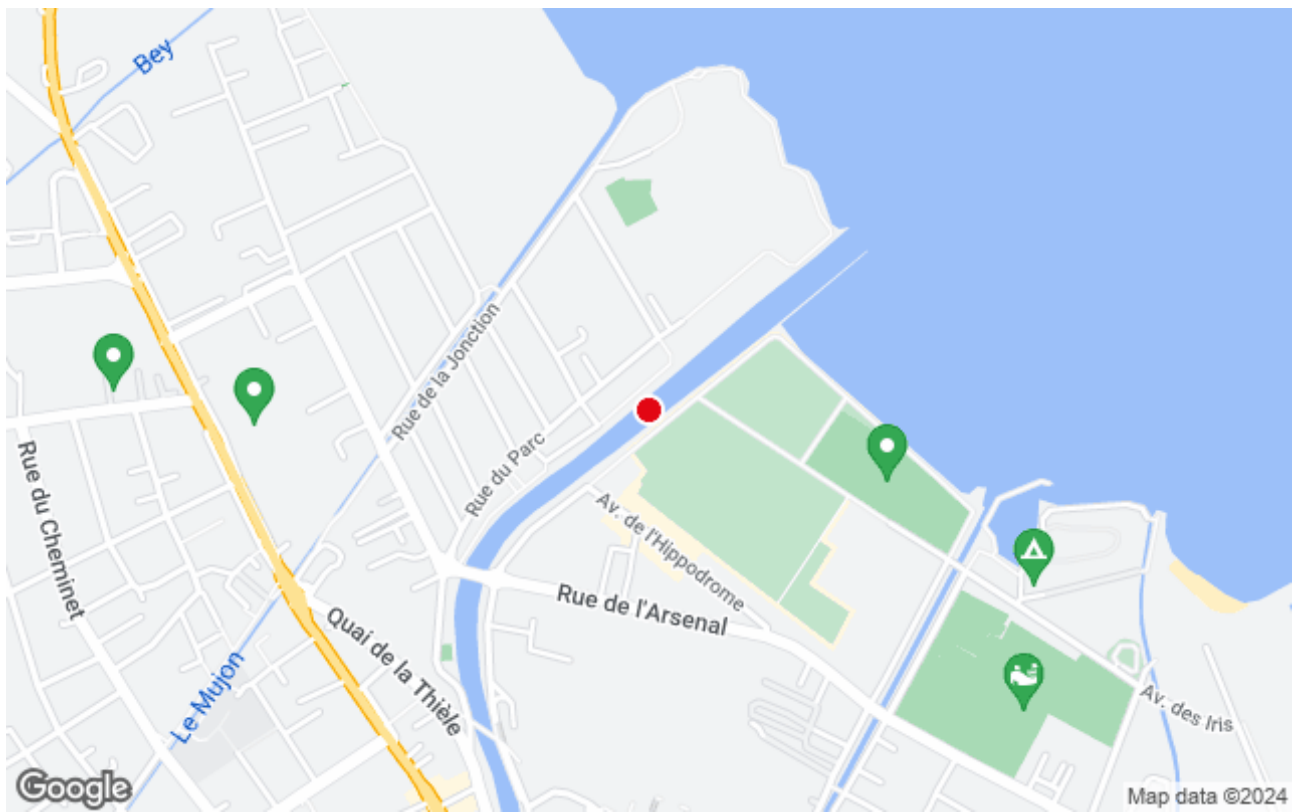 Bey
Rue de la Jonction
Rue du Parc
Rue du Cheminet
Av. de l'Hippodrome
Rue de l'Arsenal
Quai de la Thièle
Le Mujon
Av. des Iris
Google
Map data ©2024